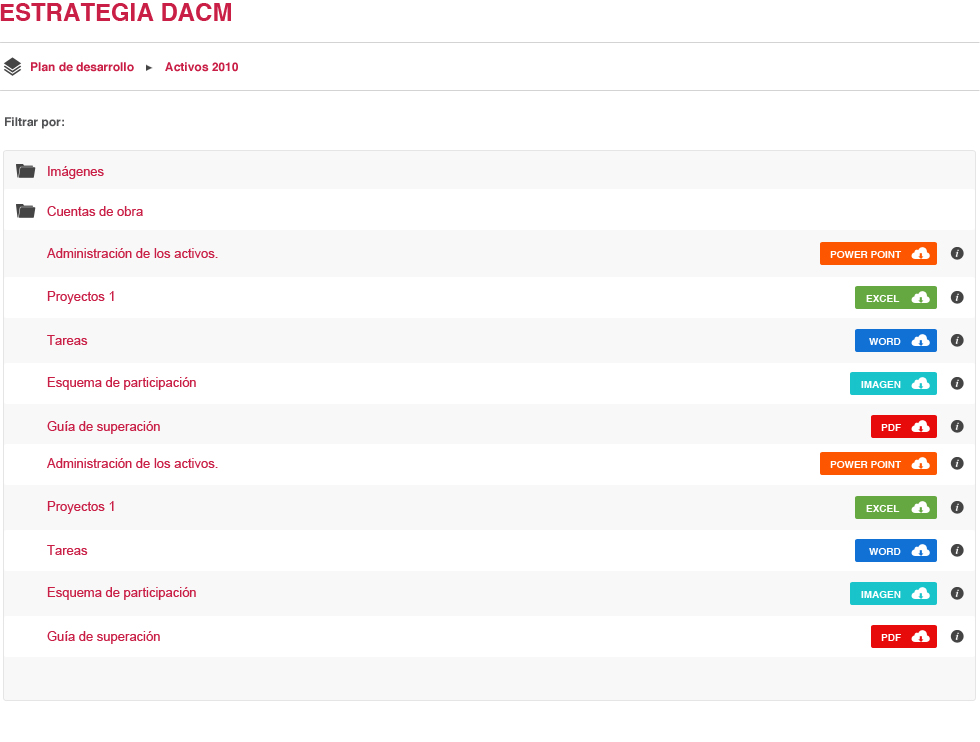 ESTRATEGIA DACM
Plan de desarrollo ► Activos 2010
Filtrar por:
Imágenes
Cuentas de obra
Administración de los activos. POWER POINT
Proyectos 1 EXCEL
Tareas WORD
Esquema de participación IMAGEN
Guía de superación PDF
Administración de los activos. POWER POINT
Proyectos 1 EXCEL
Tareas WORD
Esquema de participación IMAGEN
Guía de superación PDF